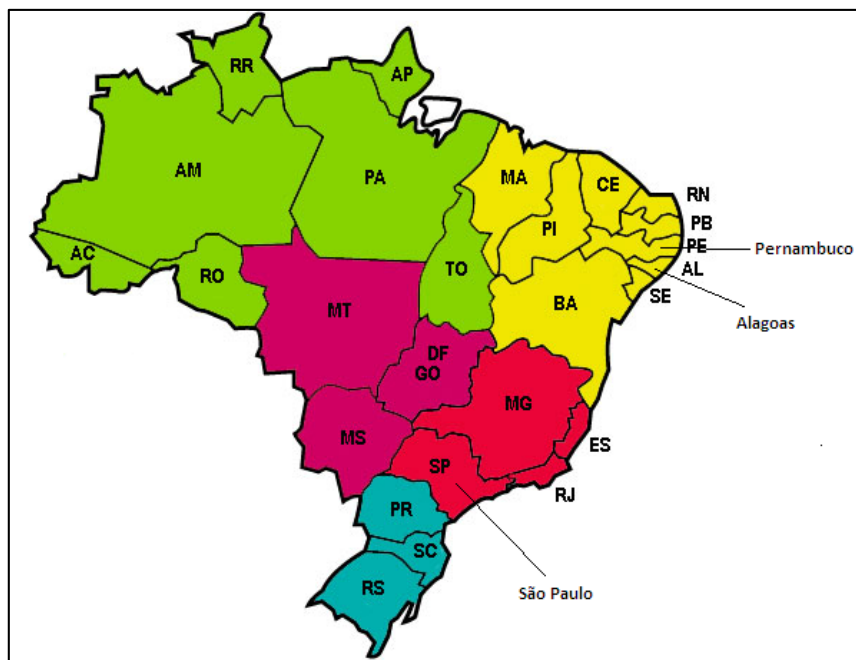 RR
AP
AM
PA
MA
CE
RN
PI
PB
PE
Pernambuco
AC
RO
TO
AL
SE
BA
Alagoas
MT
DF
GO
MG
MS
ES
SP
RJ
PR
SC
RS
São Paulo